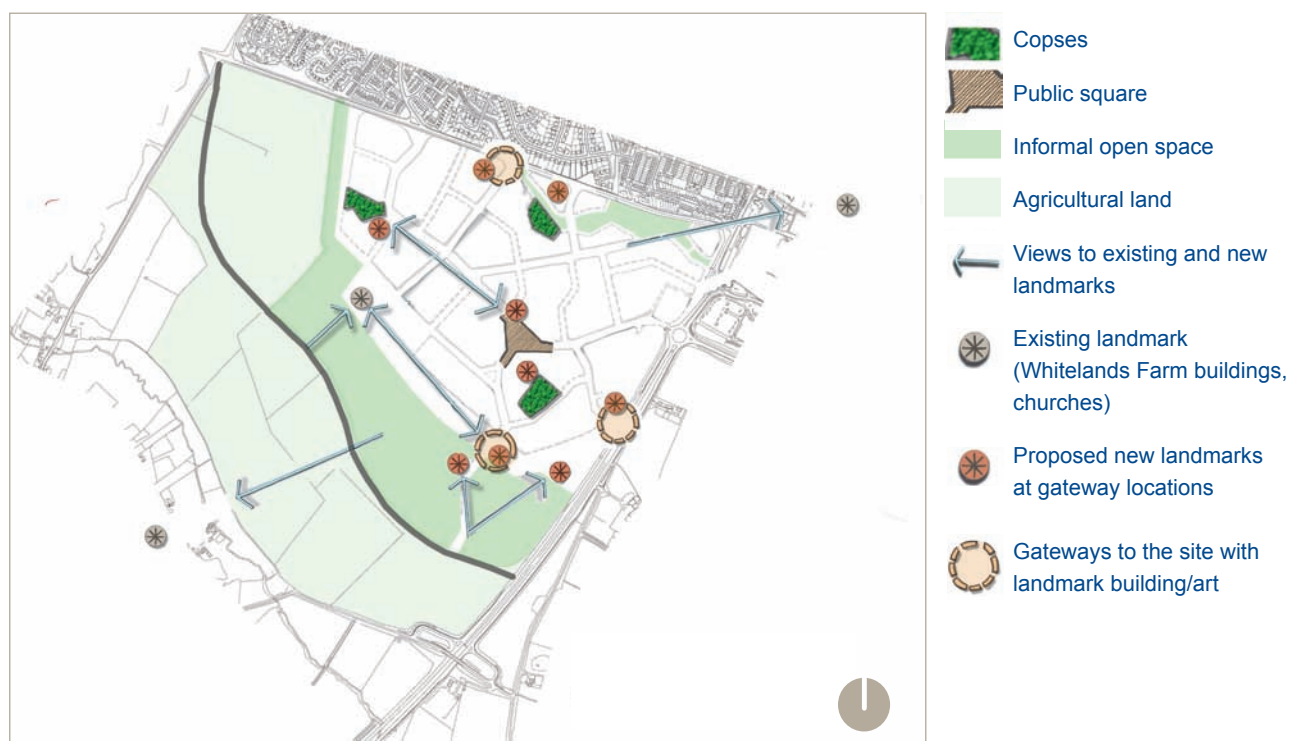 Copses
Public square
Informal open space
Agricultural land
Views to existing and new
landmarks
Existing landmark
(Whitelands Farm buildings,
churches)
Proposed new landmarks
at gateway locations
Gateways to the site with
landmark building/art